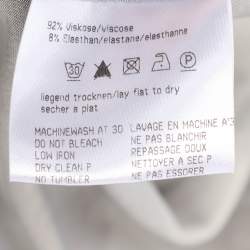 92% Viskose/viscose
8% Elasthan/elastane/elasthanne
30 P
liegend trocknen/lay flat to dry
secher a plat
MACHINEWASH AT 30 LAVAGE EN MACHINE A
DO NOT BLEACH NE PAS BLANCHIR
LOW IRON REPASSAGE DOUX
DRY CLEAN P NETTOYER A SEC P
NO TUMBLER NE PAS ESSORER